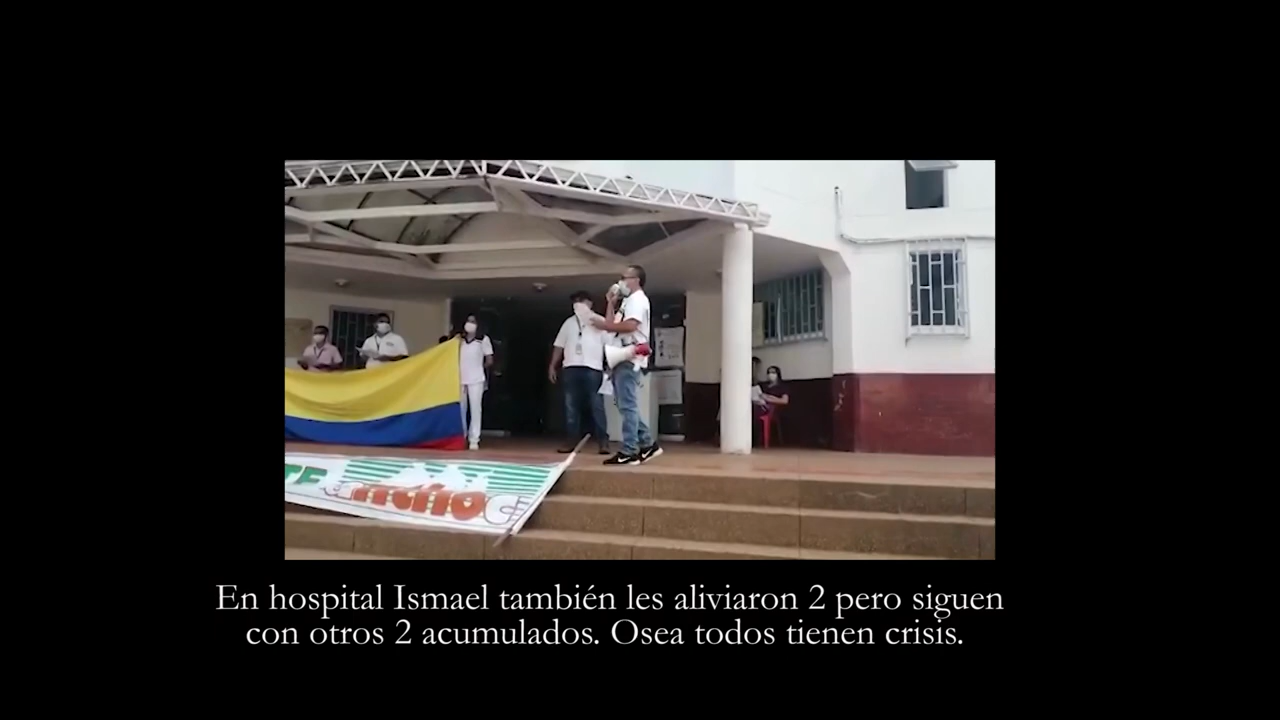 En hospital Ismael también les aliviaron 2 pero siguen
con otros 2 acumulados. Osea todos tienen crisis.